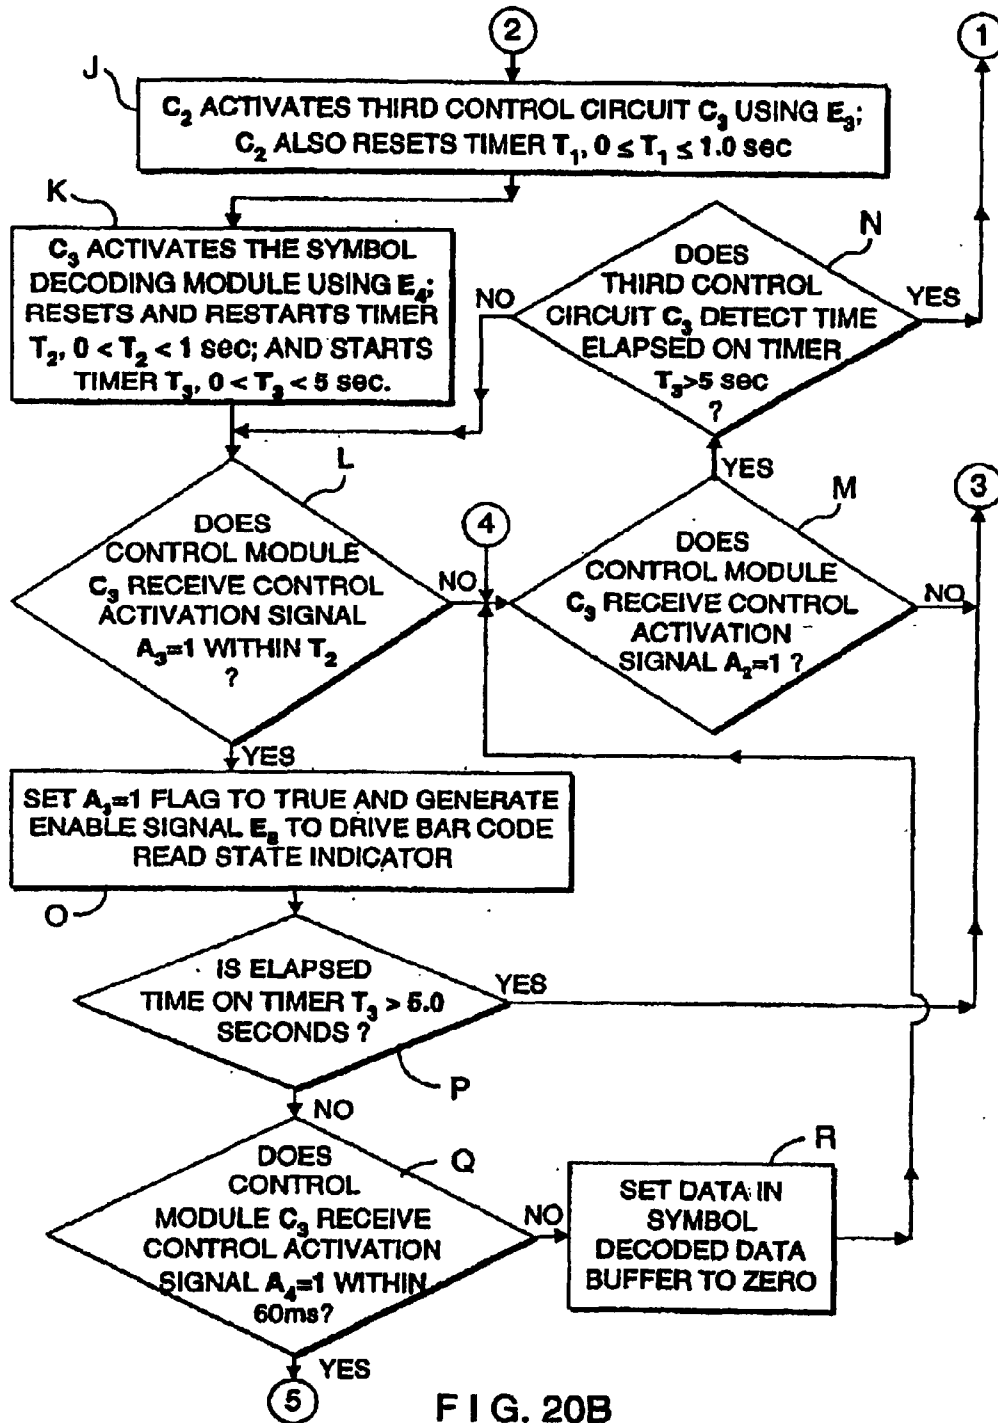 2
1
J
C₂ ACTIVATES THIRD CONTROL CIRCUIT C₃ USING E₃;
C₂ ALSO RESETS TIMER T₁, 0 ≤ T₁ ≤ 1.0 sec
K
C₃ ACTIVATES THE SYMBOL
DECODING MODULE USING E₄;
RESETS AND RESTARTS TIMER
T₂, 0 < T₂ < 1 sec; AND STARTS
TIMER T₃, 0 < T₃ < 5 sec.
N
DOES
THIRD CONTROL
CIRCUIT C₃ DETECT TIME
ELAPSED ON TIMER
T₃>5 sec
?
NO
YES
L
DOES
CONTROL MODULE
C₃ RECEIVE CONTROL
ACTIVATION SIGNAL
A₃=1 WITHIN T₂
?
NO
YES
4
YES
M
DOES
CONTROL MODULE
C₃ RECEIVE CONTROL
ACTIVATION
SIGNAL A₂=1 ?
NO
3
SET A₃=1 FLAG TO TRUE AND GENERATE
ENABLE SIGNAL E₈ TO DRIVE BAR CODE
READ STATE INDICATOR
O
IS ELAPSED
TIME ON TIMER T₃ > 5.0
SECONDS ?
YES
P
NO
DOES
CONTROL
MODULE C₃ RECEIVE
CONTROL ACTIVATION
SIGNAL A₄=1 WITHIN
60ms?
Q
NO
R
SET DATA IN
SYMBOL
DECODED DATA
BUFFER TO ZERO
YES
5
FIG. 20B